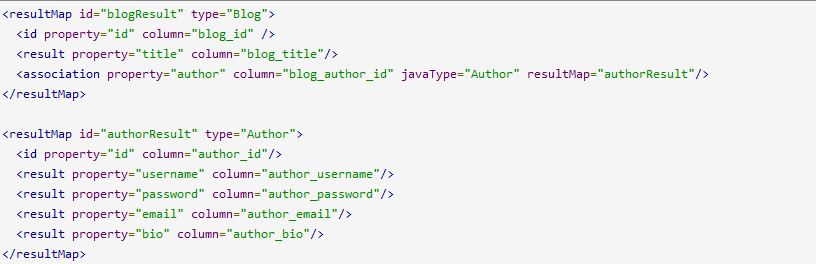 <resultMap id="blogResult" type="Blog">
  <id property="id" column="blog_id" />
  <result property="title" column="blog_title"/>
  <association property="author" column="blog_author_id" javaType="Author" resultMap="authorResult"/>
</resultMap>

<resultMap id="authorResult" type="Author">
  <id property="id" column="author_id"/>
  <result property="username" column="author_username"/>
  <result property="password" column="author_password"/>
  <result property="email" column="author_email"/>
  <result property="bio" column="author_bio"/>
</resultMap>